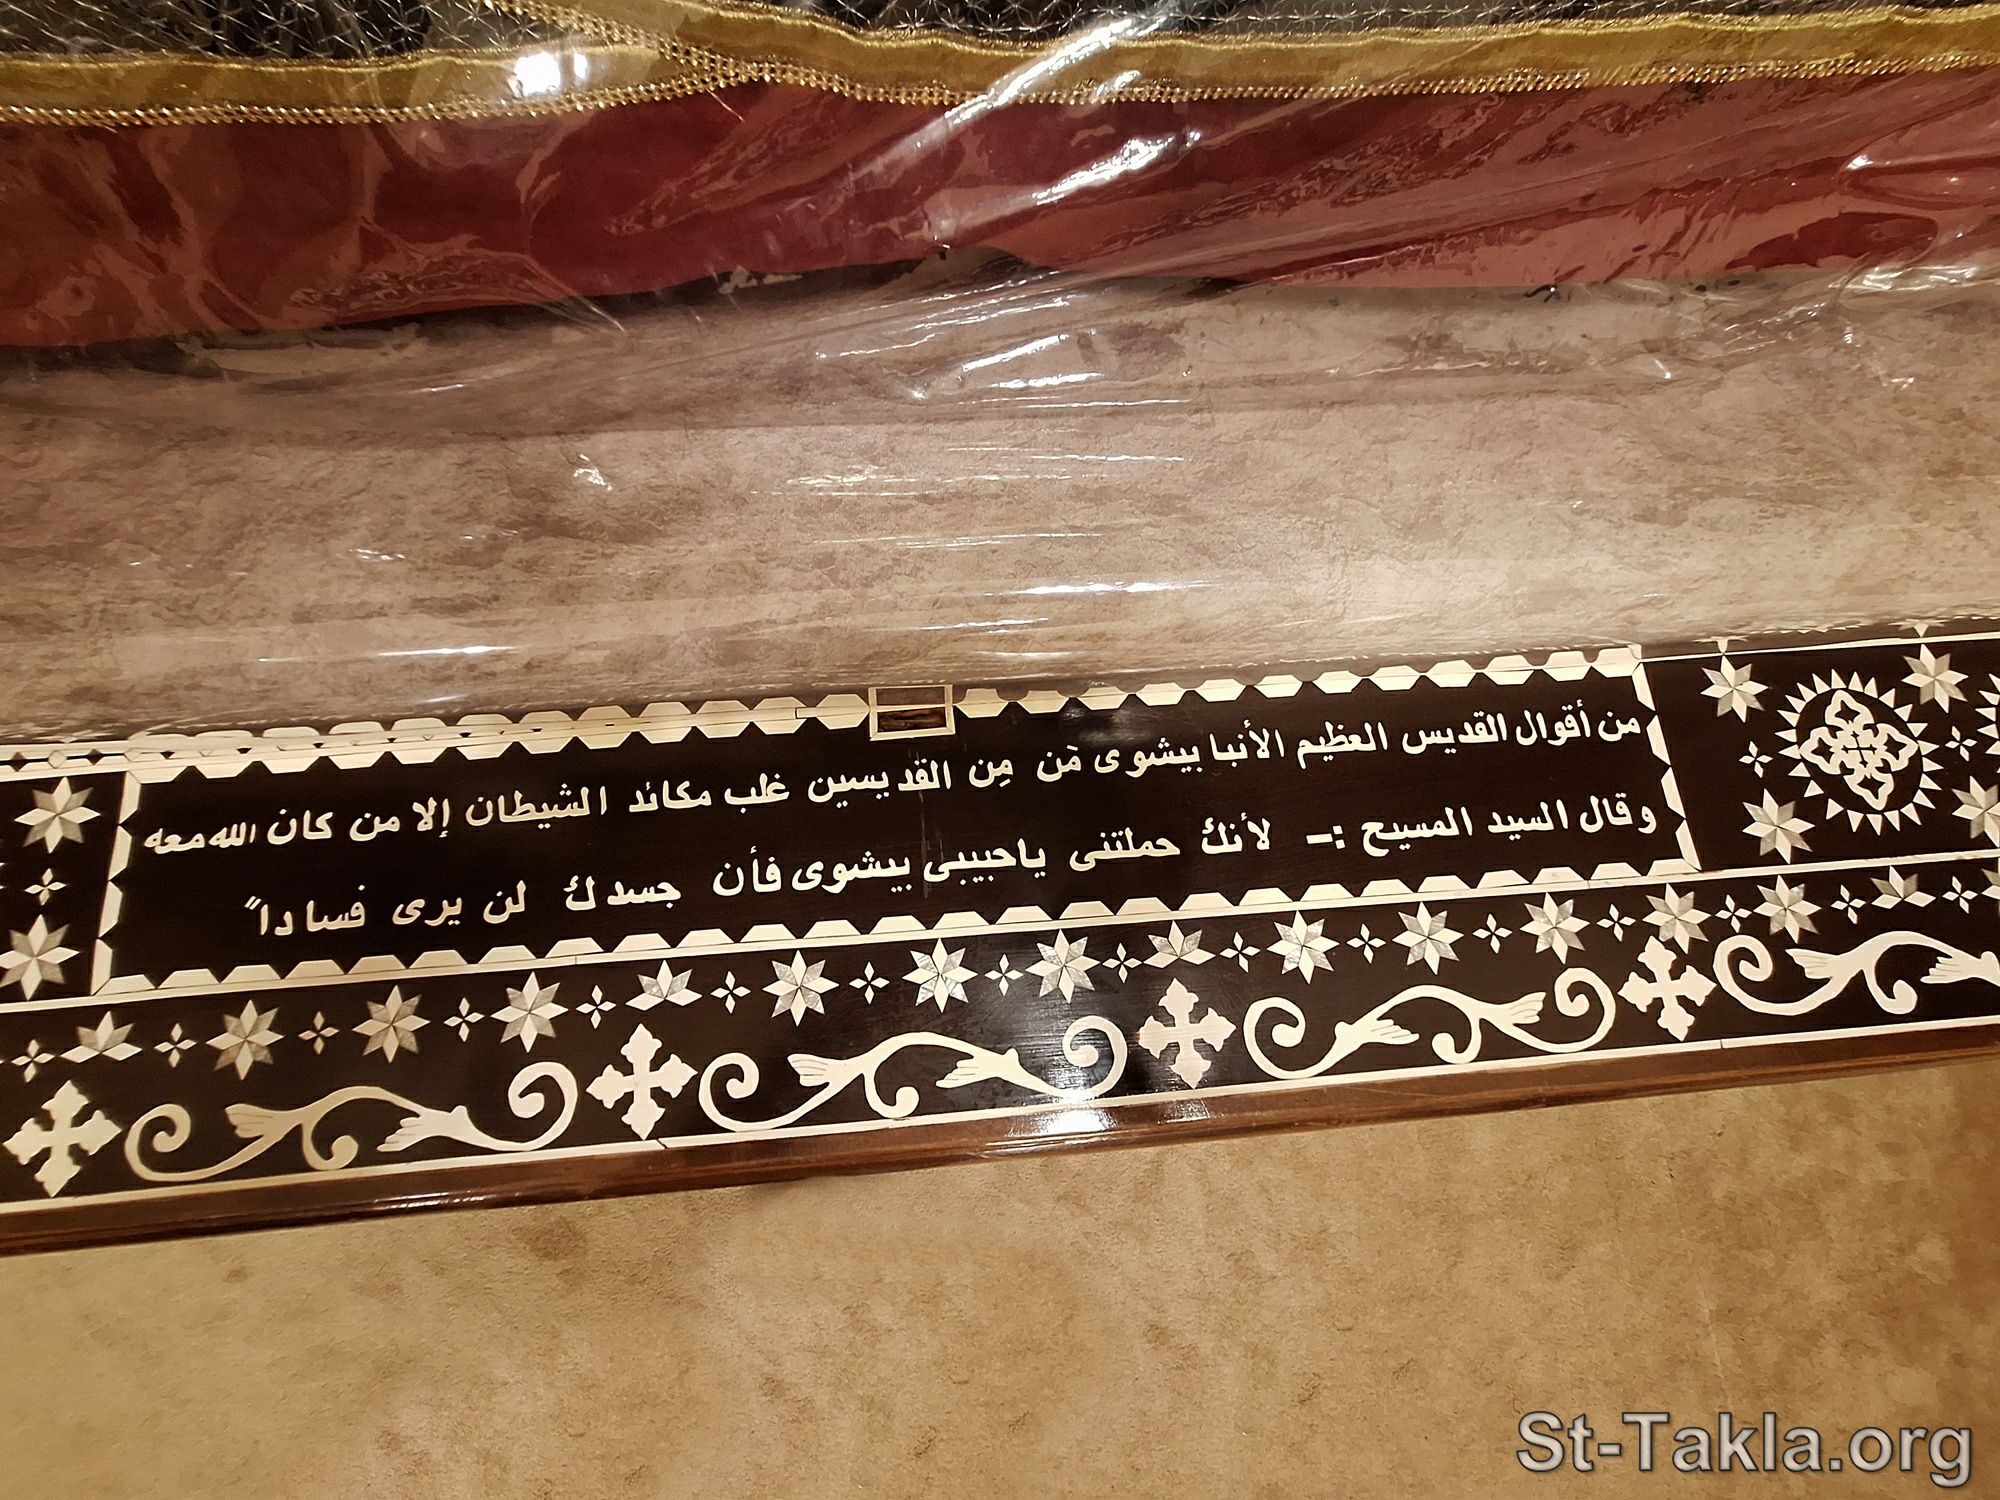 من أقوال القديس العظيم الأنبا بيشوى مَن مِن القديسين غلب مكائد الشيطان إلا من كان الله معه
وقال السيد المسيح :- لأنك حملتنى ياحبيبى بيشوى فأن جسدك لن يرى فساداً
St-Takla.org